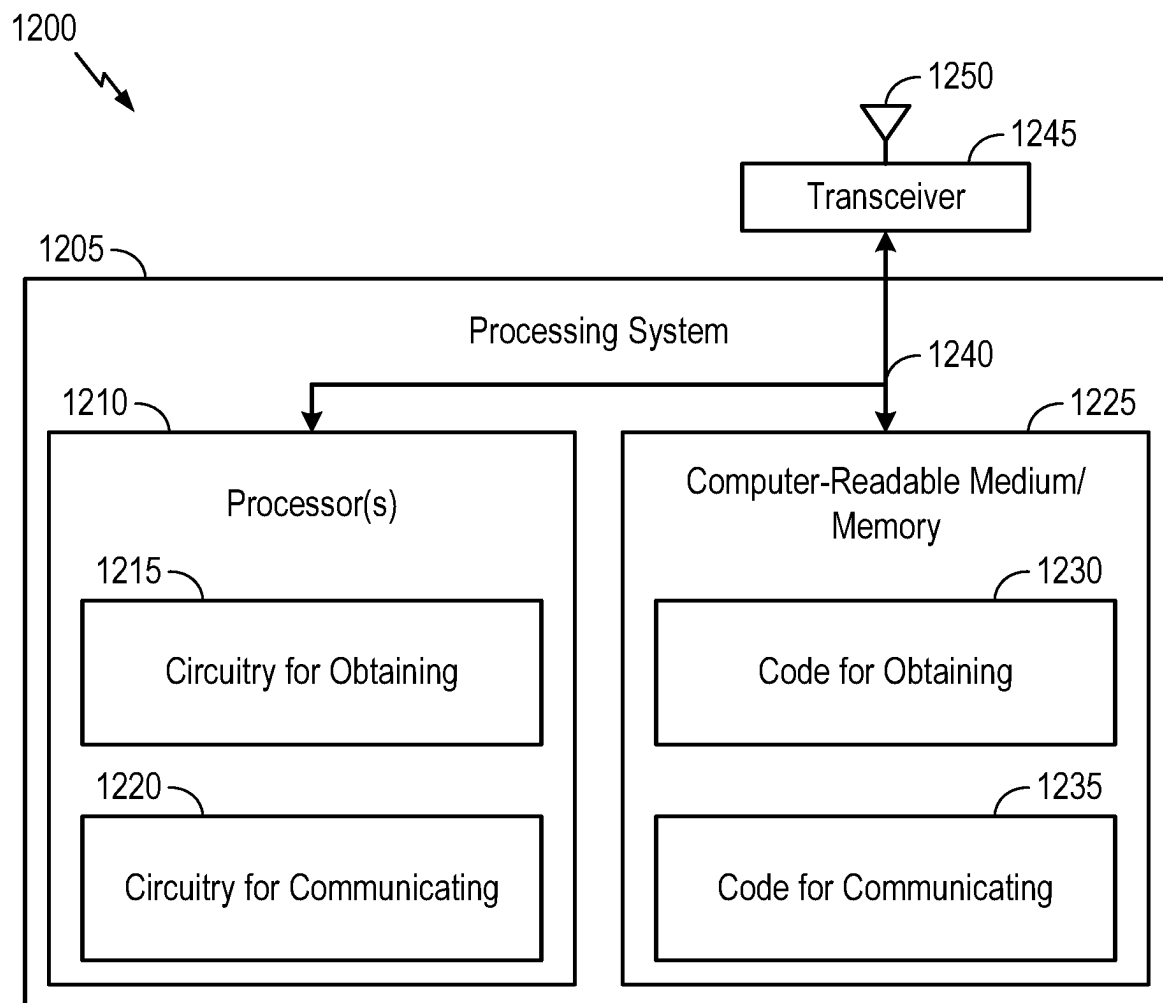 1200
1250
1245
Transceiver
1205
Processing System
1240
1210
1225
Processor(s)
Computer-Readable Medium/
Memory
1215
1230
Circuitry for Obtaining
Code for Obtaining
1220
1235
Circuitry for Communicating
Code for Communicating